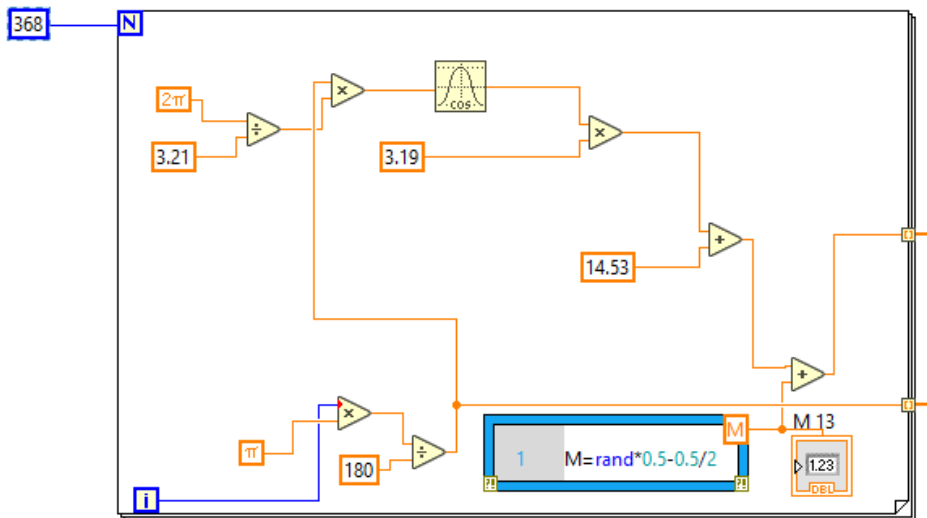 368
N
2π
÷
3.21
×
COS
3.19
×
+
14.53
+
π
×
÷
180
i
1 M=rand*0.5-0.5/2
M
M 13
1.23
DBL